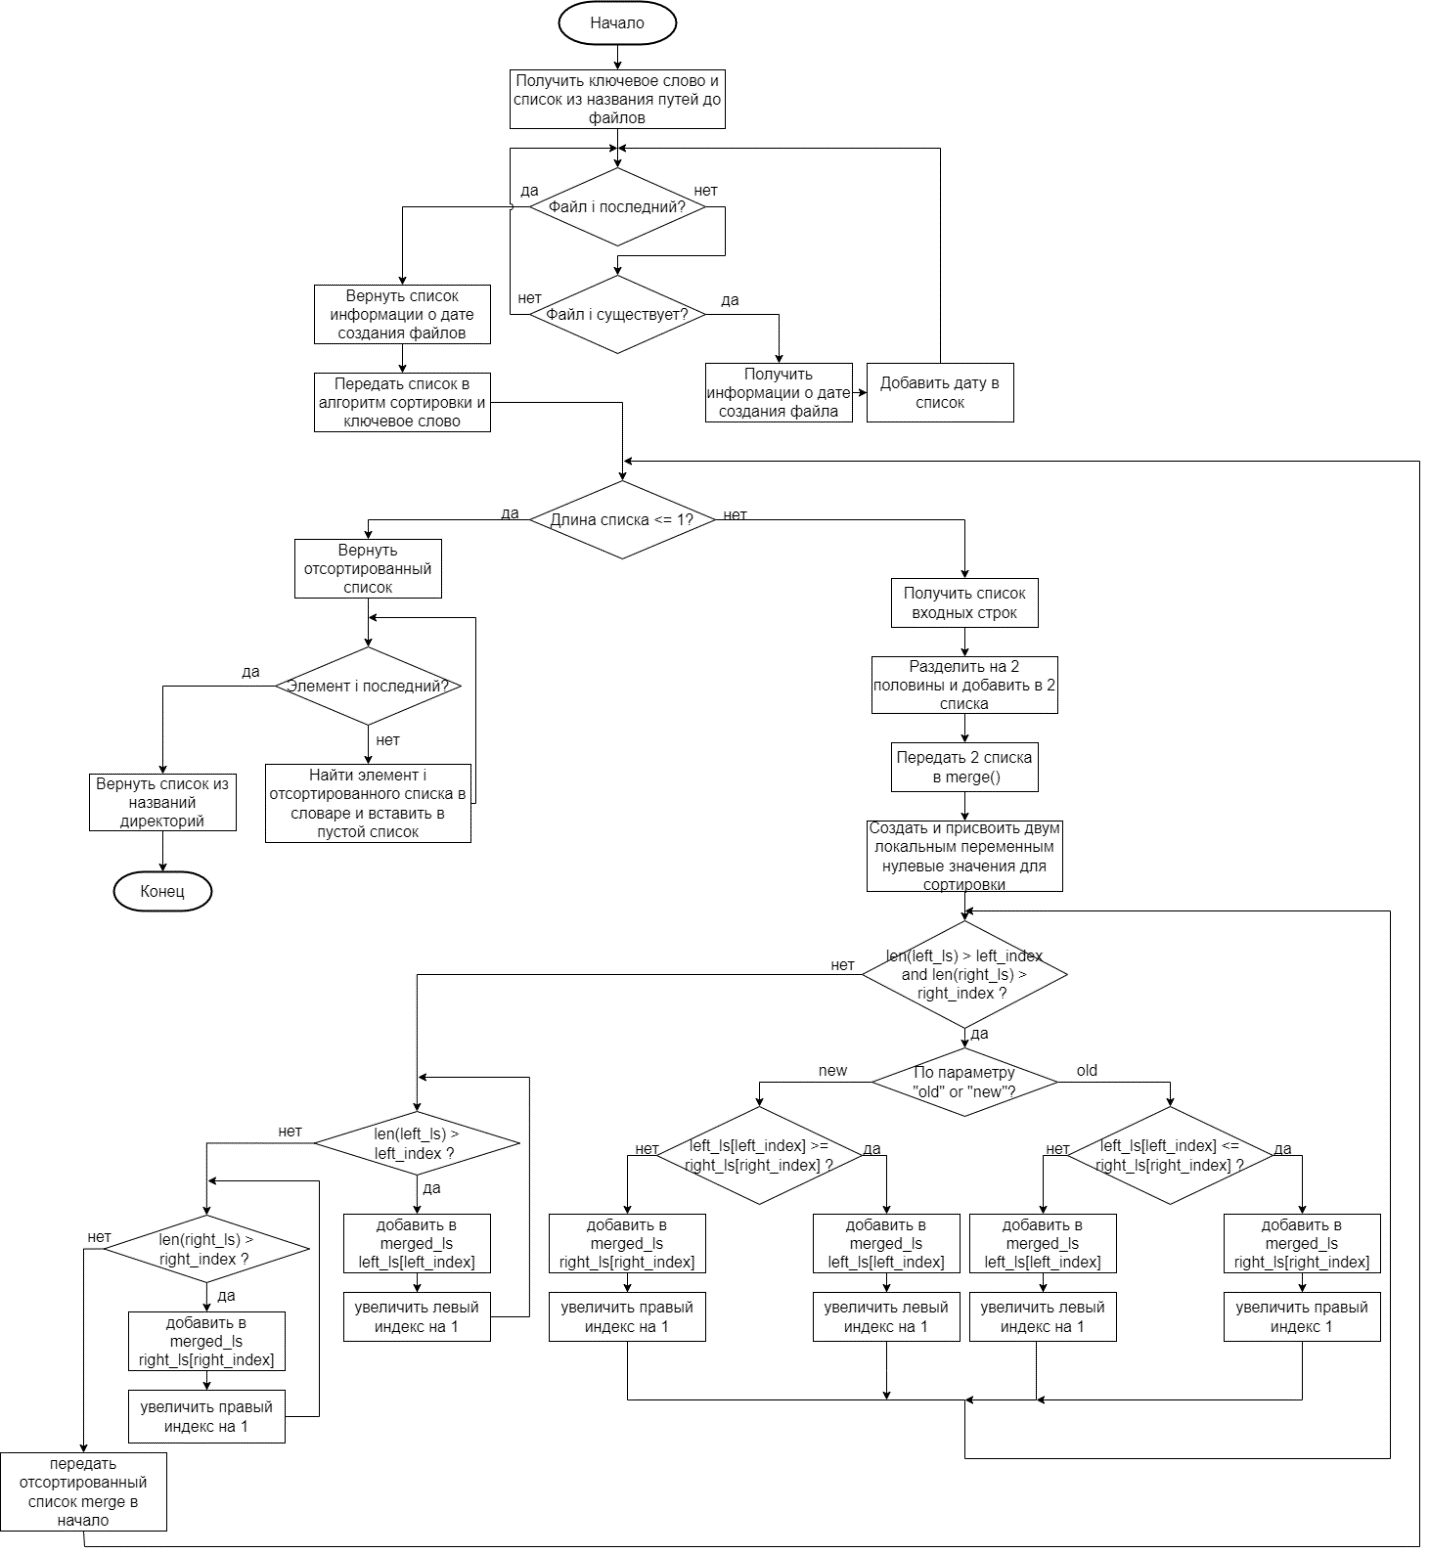 Начало
Получить ключевое слово и
список из названия путей до
файлов
да
нет
Файл i последний?
Вернуть список
информации о дате
создания файлов
нет
да
Файл i существует?
Передать список в
алгоритм сортировки и
ключевое слово
Получить
информации о дате
создания файла
Добавить дату в
список
да
Длина списка <= 1?
нет
Вернуть
отсортированный
список
Получить список
входных строк
да
Элемент i последний?
нет
Разделить на 2
половины и добавить в 2
списка
Вернуть список из
названий
директорий
Найти элемент i
отсортированного списка в
словаре и вставить в
пустой список
Передать 2 списка
в merge()
Создать и присвоить двум
локальным переменным
нулевые значения для
сортировки
Конец
нет
len(left_ls) > left_index
and len(right_ls) >
right_index ?
да
new
По параметру
"old" or "new"?
old
нет
len(left_ls) >
left_index ?
да
нет
left_ls[left_index] >=
right_ls[right_index] ?
да
нет
left_ls[left_index] <=
right_ls[right_index] ?
да
нет
len(right_ls) >
right_index ?
да
добавить в
merged_ls
left_ls[left_index]
добавить в
merged_ls
right_ls[right_index]
добавить в
merged_ls
left_ls[left_index]
добавить в
merged_ls
left_ls[left_index]
добавить в
merged_ls
right_ls[right_index]
увеличить левый
индекс на 1
увеличить правый
индекс на 1
увеличить левый
индекс на 1
увеличить левый
индекс на 1
увеличить правый
индекс 1
добавить в
merged_ls
right_ls[right_index]
увеличить правый
индекс на 1
передать
отсортированный
список merge в
начало